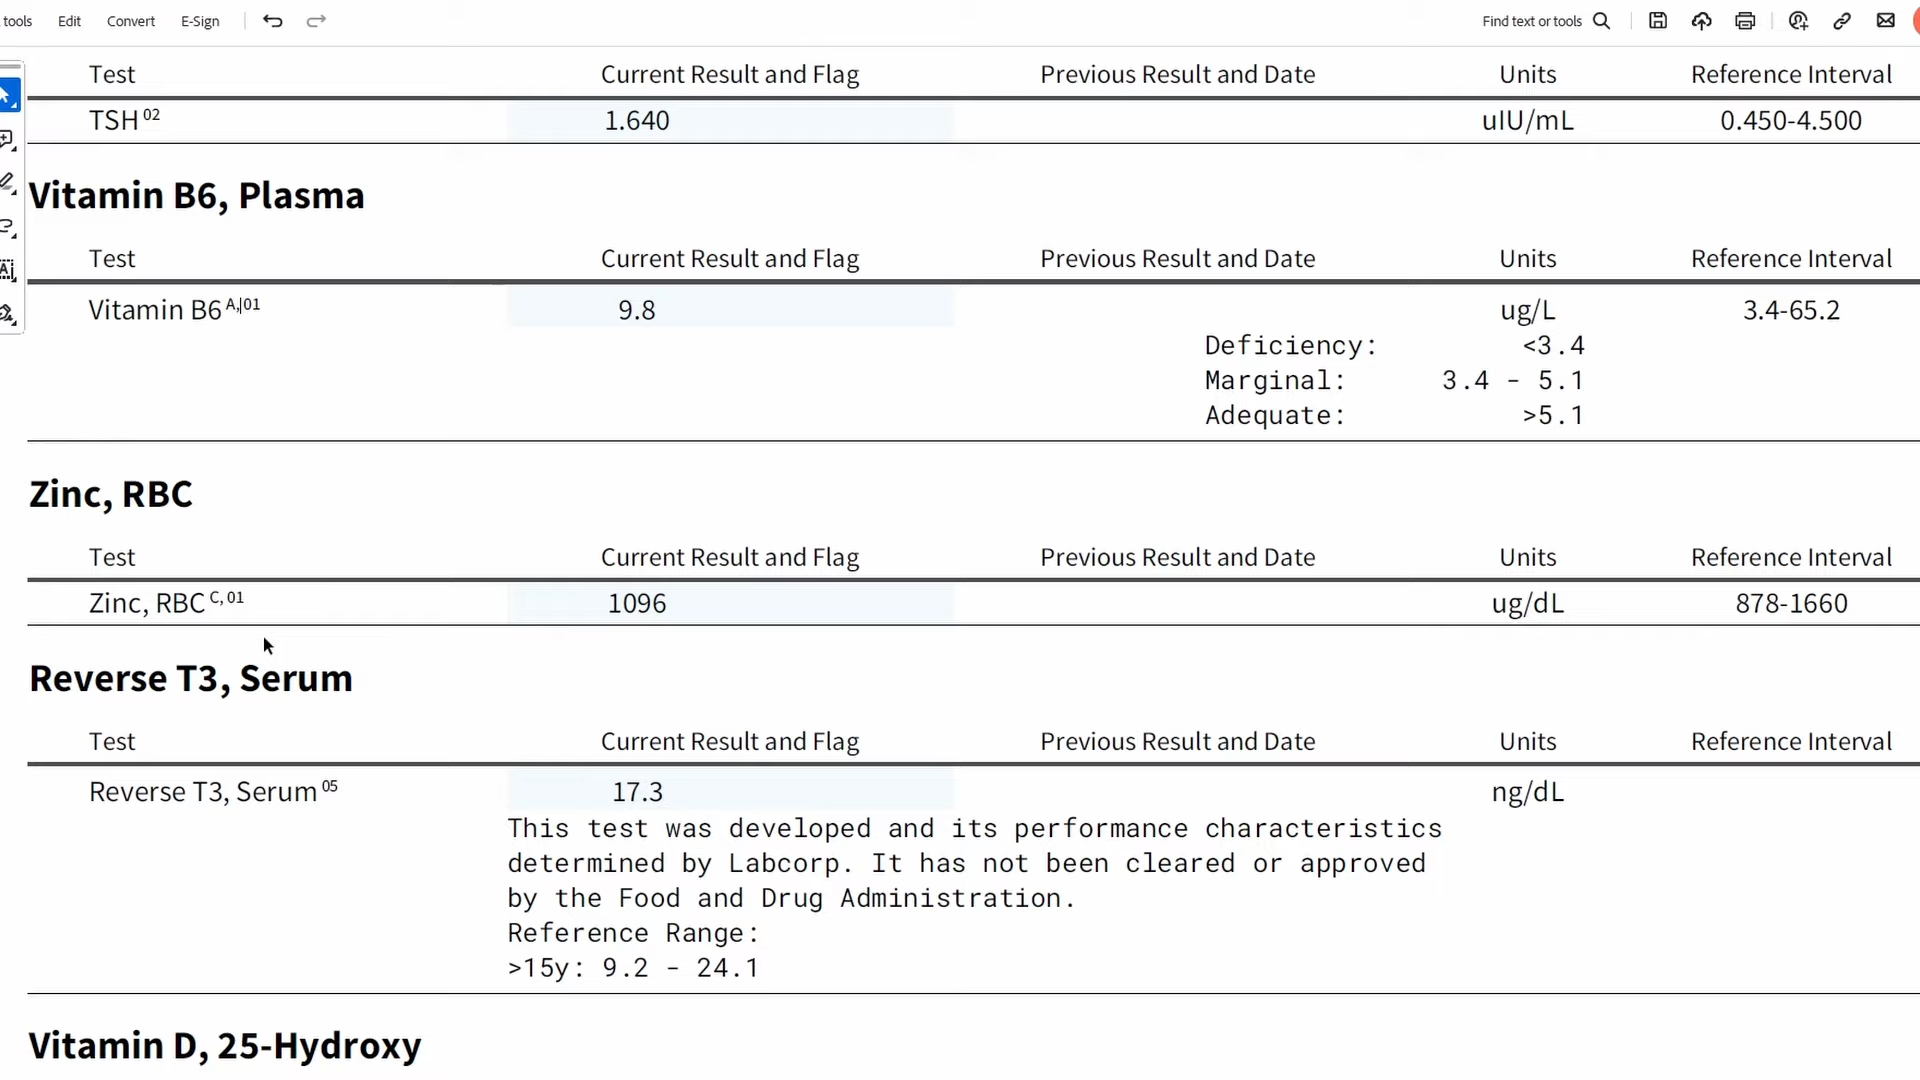 tools Edit Convert E-Sign Find text or tools
Test Current Result and Flag Previous Result and Date Units Reference Interval
TSH 02 1.640 uIU/mL 0.450-4.500
Vitamin B6, Plasma
Test Current Result and Flag Previous Result and Date Units Reference Interval
Vitamin B6 A, 01 9.8 ug/L 3.4-65.2
Deficiency: <3.4
Marginal: 3.4 - 5.1
Adequate: >5.1
Zinc, RBC
Test Current Result and Flag Previous Result and Date Units Reference Interval
Zinc, RBC C, 01 1096 ug/dL 878-1660
Reverse T3, Serum
Test Current Result and Flag Previous Result and Date Units Reference Interval
Reverse T3, Serum 05 17.3 ng/dL
This test was developed and its performance characteristics
determined by Labcorp. It has not been cleared or approved
by the Food and Drug Administration.
Reference Range:
>15y: 9.2 - 24.1
Vitamin D, 25-Hydroxy